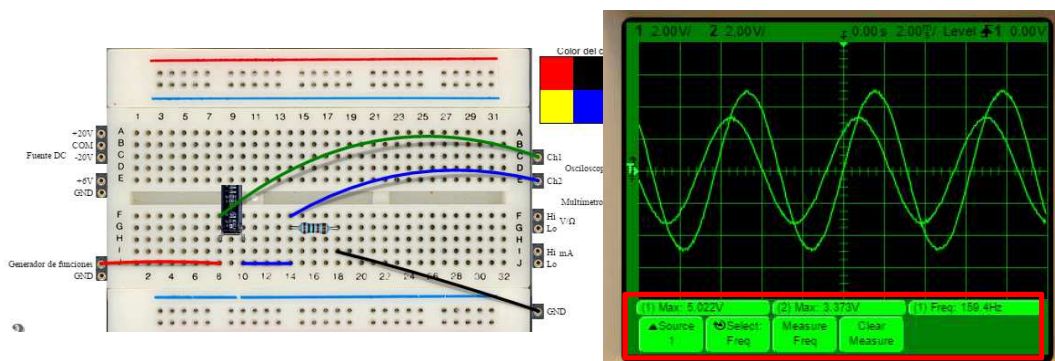 Color del c
1 3 5 7 9 11 13 15 17 19 21 23 25 27 29 31
+20V A A
COM B B Ch1
Fuente DC -20V C C
D D Osciloscop
+6V E E Ch2
GND
Multímetro
F F Hi V/Ω
G G Lo
H H
I I Hi mA
Generador de funciones J J Lo
GND 2 4 6 8 10 12 14 15 18 20 22 24 26 28 30 32
GND
1 2.00V/ 2 2.00V/ 0.00s 2.00 / Level 1 0.00V
(1) Max: 5.022V (2) Max: 3.373V (1) Freq: 159.4Hz
Source Select: Measure Clear
1 Freq Freq Measure